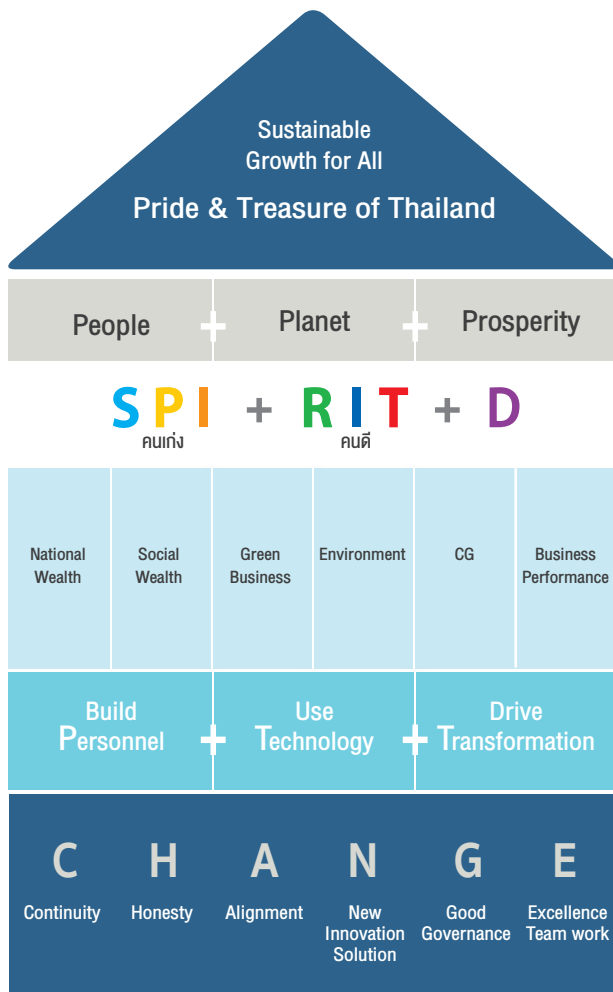 Sustainable
Growth for All
Pride & Treasure of Thailand
People + Planet + Prosperity
SPI + RIT + D
คนเก่ง คนดี
National
Wealth
Social
Wealth
Green
Business
Environment
CG
Business
Performance
Build
Personnel
+
Use
Technology
+
Drive
Transformation
C H A N G E
Continuity
Honesty
Alignment
New
Innovation
Solution
Good
Governance
Excellence
Team work